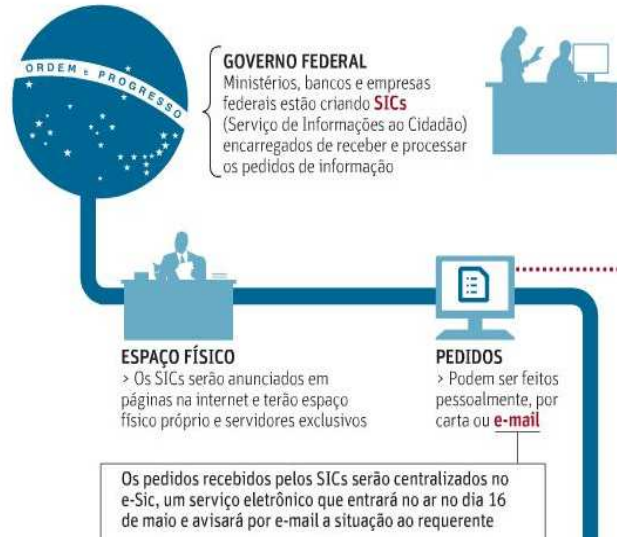 ORDEM E PROGRESSO
GOVERNO FEDERAL
Ministérios, bancos e empresas
federais estão criando SICs
(Serviço de Informações ao Cidadão)
encarregados de receber e processar
os pedidos de informação
ESPAÇO FÍSICO
> Os SICs serão anunciados em
páginas na internet e terão espaço
físico próprio e servidores exclusivos
PEDIDOS
> Podem ser feitos
pessoalmente, por
carta ou e-mail
Os pedidos recebidos pelos SICs serão centralizados no
e-Sic, um serviço eletrônico que entrará no ar no dia 16
de maio e avisará por e-mail a situação ao requerente